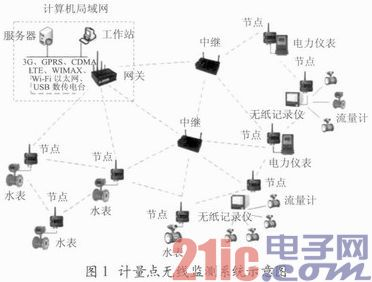 计算机局域网
服务器
工作站
3G、GPRS、CDMA
LTE、WIMAX、
Wi-Fi 以太网、
USB 数传电台
网关
中继
节点
电力仪表
节点
无纸记录仪
流量计
中继
节点
电力仪表
节点
节点
节点
水表
水表
节点
水表
节点
水表
无纸记录仪
节点
流量计
21ic 电子网
.com
图 1 计量点无线监测系统示意图